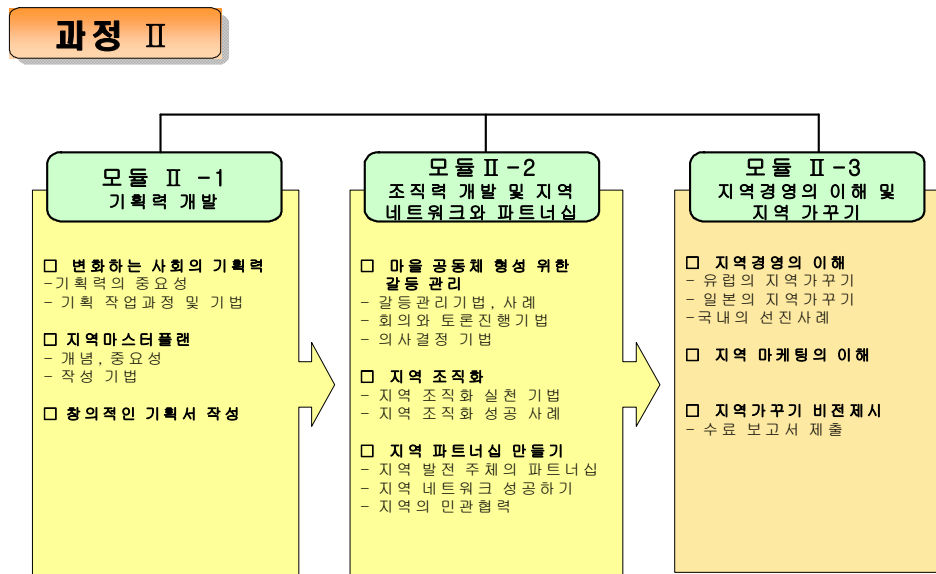 과정 Ⅱ
모듈 Ⅱ -1
기획력 개발
□ 변화하는 사회의 기획력
-기획력의 중요성
- 기획 작업과정 및 기법
□ 지역마스터플랜
- 개념, 중요성
- 작성 기법
□ 창의적인 기획서 작성
모듈Ⅱ-2
조직력 개발 및 지역
네트워크와 파트너십
□ 마을 공동체 형성 위한
갈등 관리
- 갈등관리기법, 사례
- 회의와 토론진행기법
- 의사결정 기법
□ 지역 조직화
- 지역 조직화 실천 기법
- 지역 조직화 성공 사례
□ 지역 파트너십 만들기
- 지역 발전 주체의 파트너십
- 지역 네트워크 성공하기
- 지역의 민관협력
모듈 Ⅱ-3
지역경영의 이해 및
지역 가꾸기
□ 지역경영의 이해
- 유럽의 지역가꾸기
- 일본의 지역가꾸기
-국내의 선진사례
□ 지역 마케팅의 이해
□ 지역가꾸기 비전제시
- 수료 보고서 제출